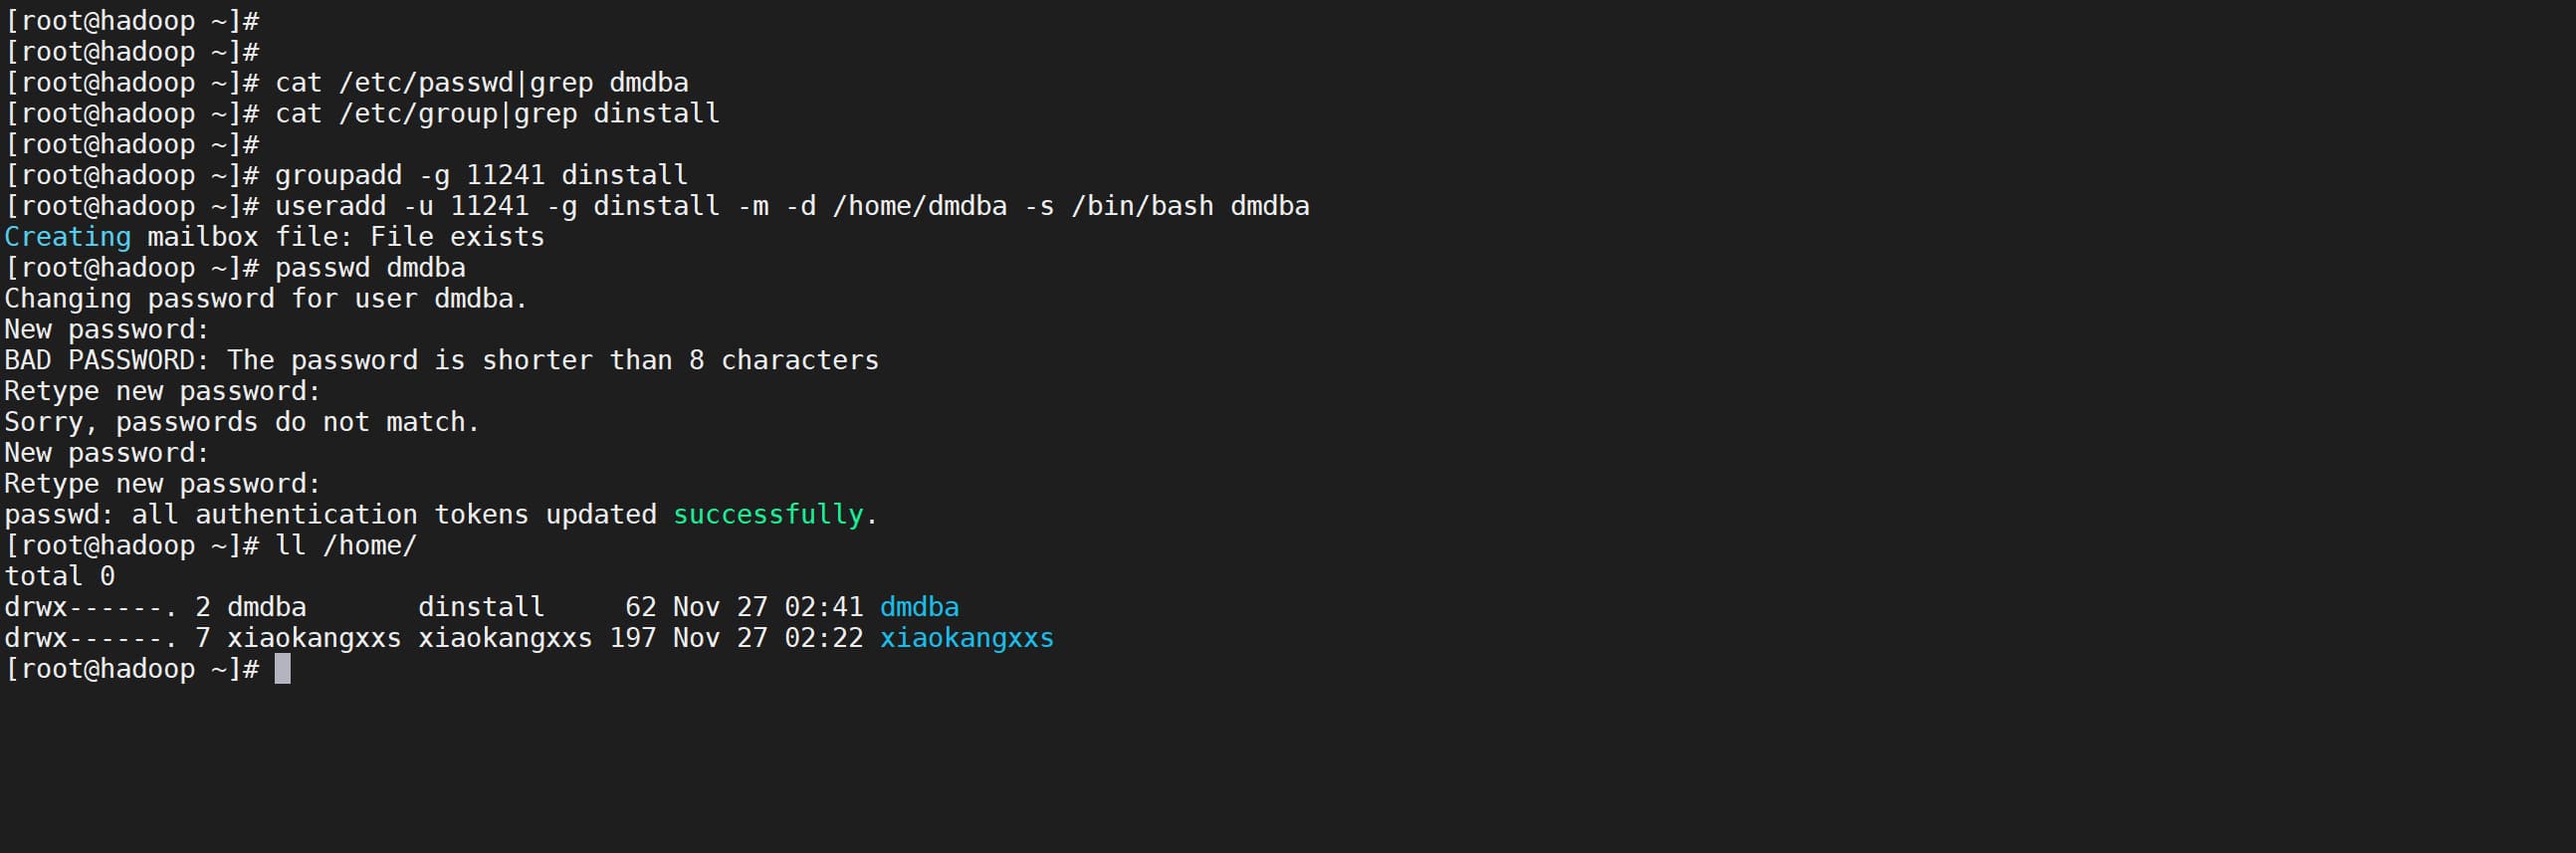 [root@hadoop ~]#
[root@hadoop ~]#
[root@hadoop ~]# cat /etc/passwd|grep dmdba
[root@hadoop ~]# cat /etc/group|grep dinstall
[root@hadoop ~]#
[root@hadoop ~]# groupadd -g 11241 dinstall
[root@hadoop ~]# useradd -u 11241 -g dinstall -m -d /home/dmdba -s /bin/bash dmdba
Creating mailbox file: File exists
[root@hadoop ~]# passwd dmdba
Changing password for user dmdba.
New password:
BAD PASSWORD: The password is shorter than 8 characters
Retype new password:
Sorry, passwords do not match.
New password:
Retype new password:
passwd: all authentication tokens updated successfully.
[root@hadoop ~]# ll /home/
total 0
drwx------. 2 dmdba       dinstall     62 Nov 27 02:41 dmdba
drwx------. 7 xiaokangxxs xiaokangxxs 197 Nov 27 02:22 xiaokangxxs
[root@hadoop ~]#